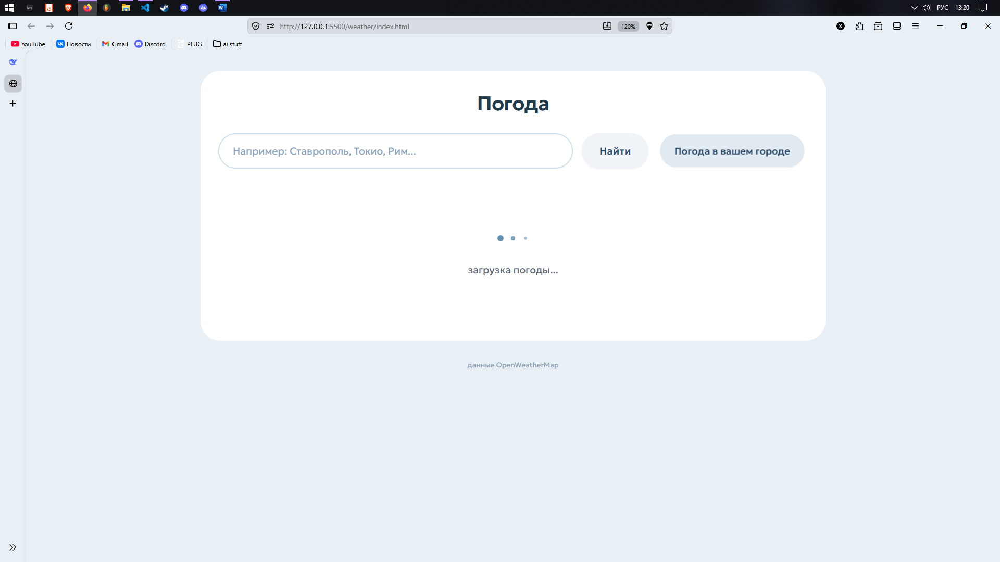 РУС 13:20
http://127.0.0.1:5500/weather/index.html 120%
YouTube Новости Gmail Discord PLUG ai stuff
Погода
Например: Ставрополь, Токио, Рим... Найти Погода в вашем городе
загрузка погоды...
данные OpenWeatherMap